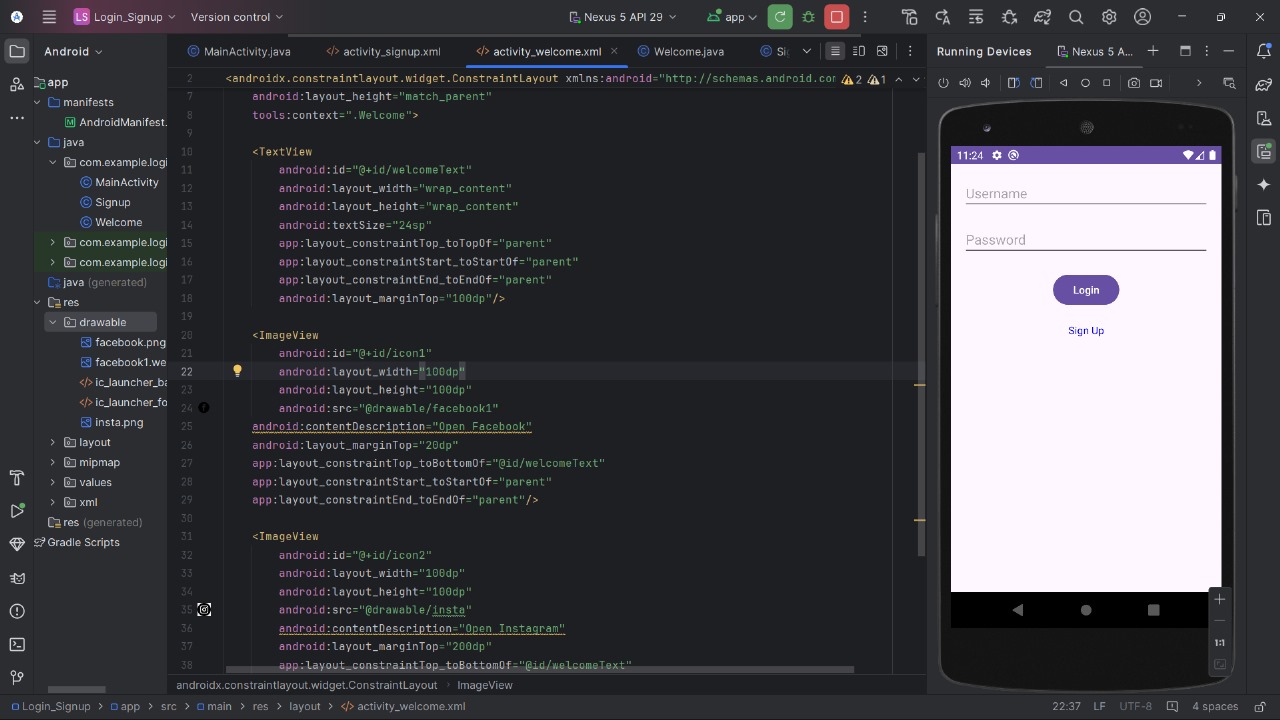 LS Login_Signup Version control Nexus 5 API 29 app
Android
MainActivity.java activity_signup.xml activity_welcome.xml Welcome.java Si
Running Devices Nexus 5 A...
app
manifests
AndroidManifest.
java
com.example.logi
MainActivity
Signup
Welcome
com.example.logi
com.example.logi
java (generated)
res
drawable
facebook.png
facebook1.we
ic_launcher_ba
ic_launcher_fo
insta.png
layout
mipmap
values
xml
res (generated)
Gradle Scripts
2 <androidx.constraintlayout.widget.ConstraintLayout xmlns:android="http://schemas.android.con 2 1
7 android:layout_height="match_parent"
8 tools:context=".Welcome">
9
10 <TextView
11 android:id="@+id/welcomeText"
12 android:layout_width="wrap_content"
13 android:layout_height="wrap_content"
14 android:textSize="24sp"
15 app:layout_constraintTop_toTopOf="parent"
16 app:layout_constraintStart_toStartOf="parent"
17 app:layout_constraintEnd_toEndOf="parent"
18 android:layout_marginTop="100dp"/>
19
20 <ImageView
21 android:id="@+id/icon1"
22 android:layout_width="100dp"
23 android:layout_height="100dp"
24 android:src="@drawable/facebook1"
25 android:contentDescription="Open Facebook"
26 android:layout_marginTop="20dp"
27 app:layout_constraintTop_toBottomOf="@id/welcomeText"
28 app:layout_constraintStart_toStartOf="parent"
29 app:layout_constraintEnd_toEndOf="parent"/>
30
31 <ImageView
32 android:id="@+id/icon2"
33 android:layout_width="100dp"
34 android:layout_height="100dp"
35 android:src="@drawable/insta"
36 android:contentDescription="Open Instagram"
37 android:layout_marginTop="200dp"
38 app:layout_constraintTop_toBottomOf="@id/welcomeText"
androidx.constraintlayout.widget.ConstraintLayout > ImageView
11:24
Username
Password
Login
Sign Up
1:1
Login_Signup > app > src > main > res > layout > activity_welcome.xml 22:37 LF UTF-8 4 spaces